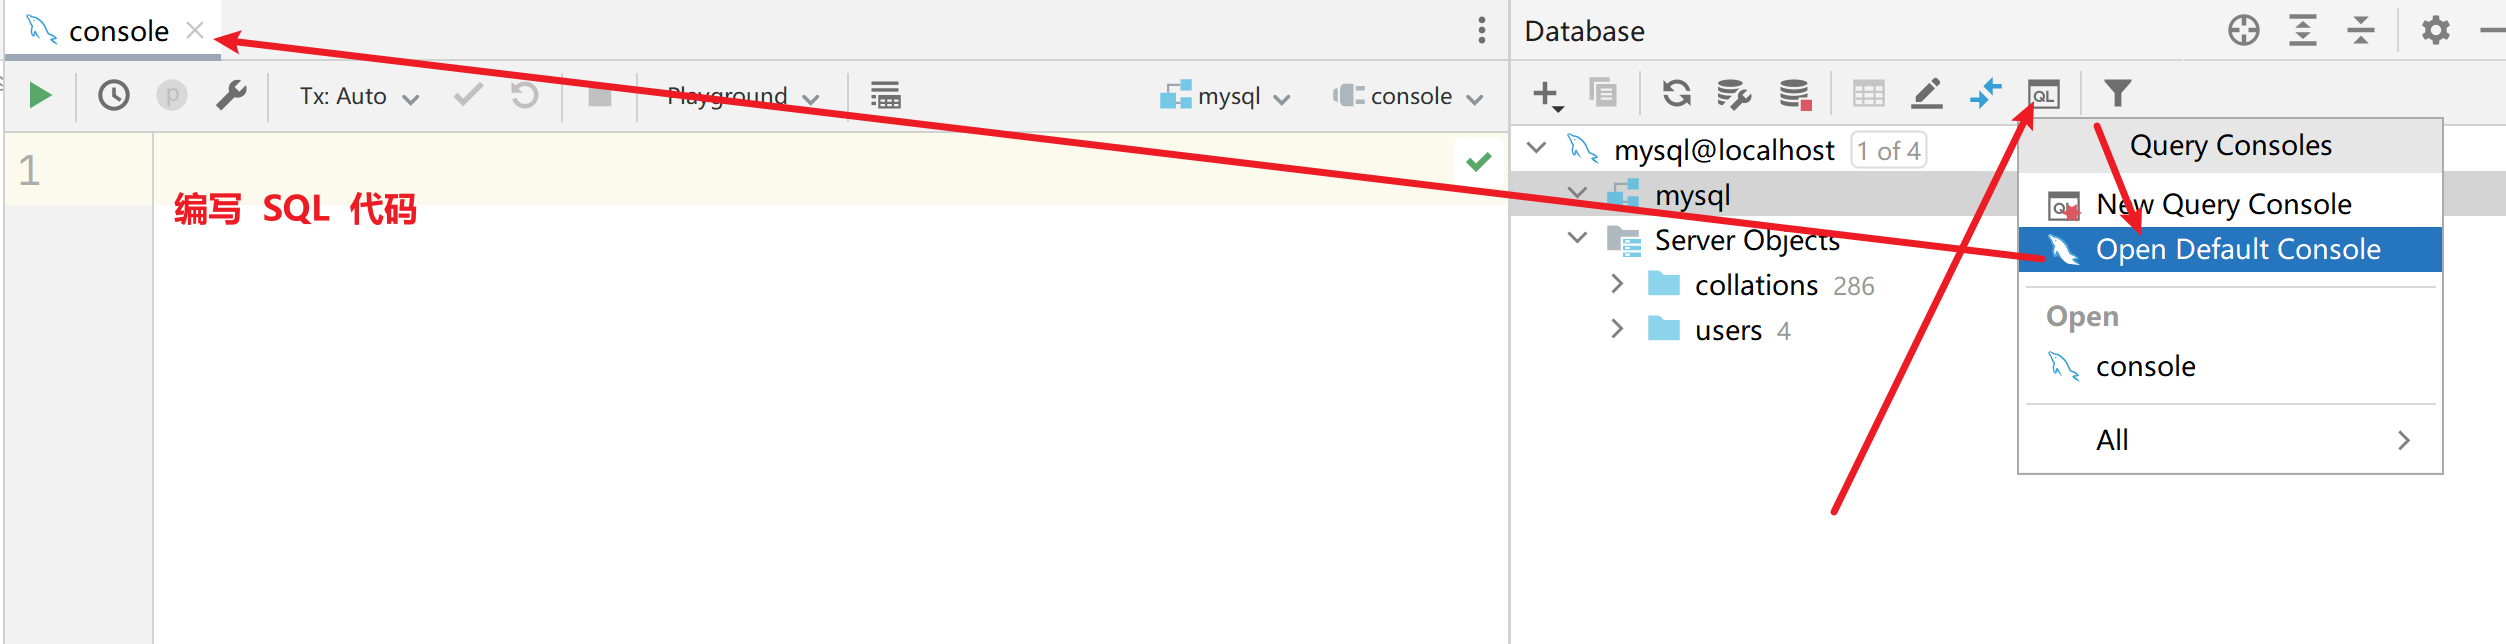 console
Database
Tx: Auto
Playground
mysql
console
1
编写 SQL 代码
mysql@localhost 1 of 4
mysql
Server Objects
collations 286
users 4
Query Consoles
New Query Console
Open Default Console
Open
console
All